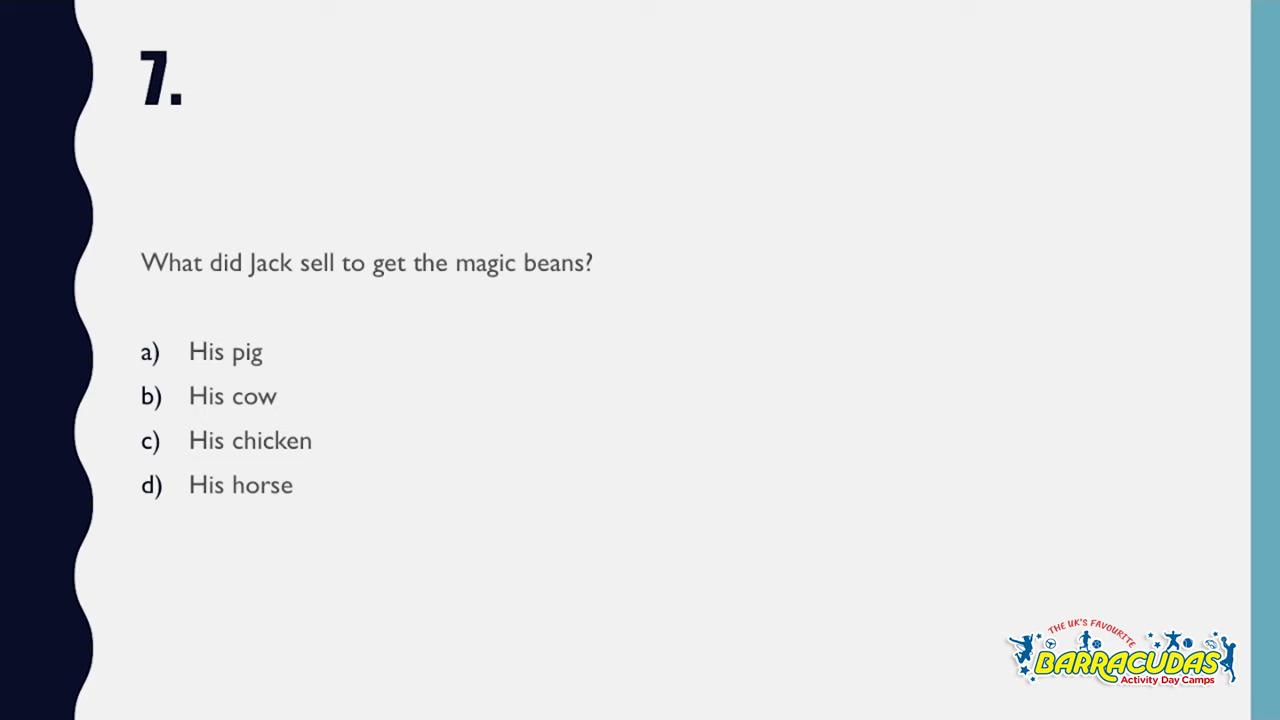 7.
What did Jack sell to get the magic beans?
a) His pig
b) His cow
c) His chicken
d) His horse
THE UK'S FAVOURITE
BARRACUDAS
Activity Day Camps